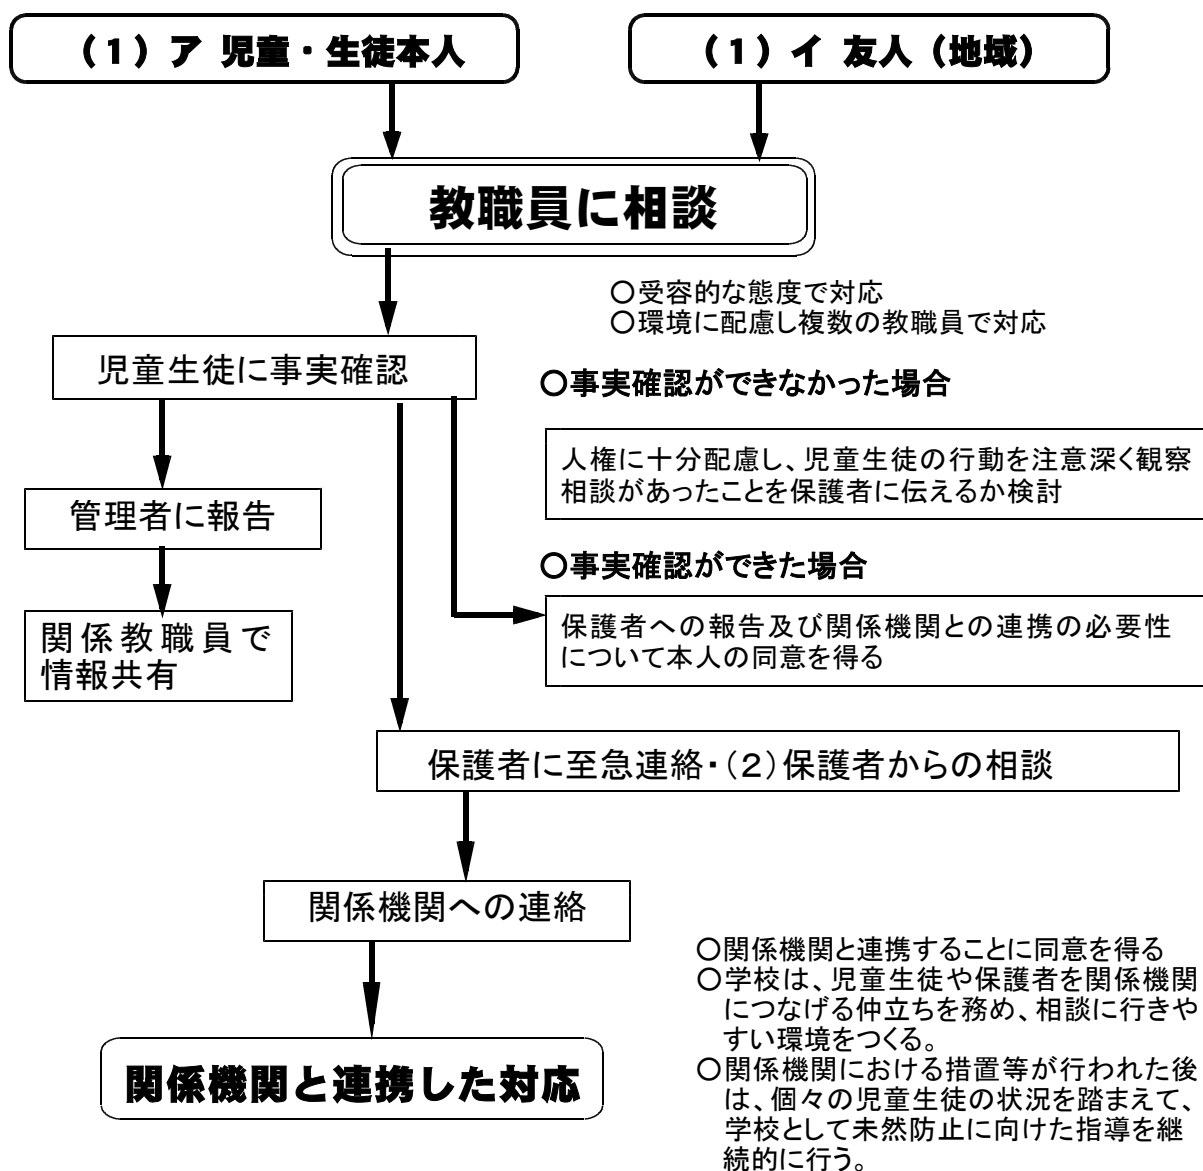 (1)ア 児童・生徒本人
(1)イ 友人(地域)
教職員に相談
○受容的な態度で対応
○環境に配慮し複数の教職員で対応
児童生徒に事実確認
○事実確認ができなかった場合
人権に十分配慮し、児童生徒の行動を注意深く観察
相談があったことを保護者に伝えるか検討
管理者に報告
○事実確認ができた場合
保護者への報告及び関係機関との連携の必要性
について本人の同意を得る
関係教職員で
情報共有
保護者に至急連絡・(2)保護者からの相談
関係機関への連絡
○関係機関と連携することに同意を得る
○学校は、児童生徒や保護者を関係機関
につなげる仲立ちを務め、相談に行きや
すい環境をつくる。
○関係機関における措置等が行われた後
は、個々の児童生徒の状況を踏まえて、
学校として未然防止に向けた指導を継
続的に行う。
関係機関と連携した対応